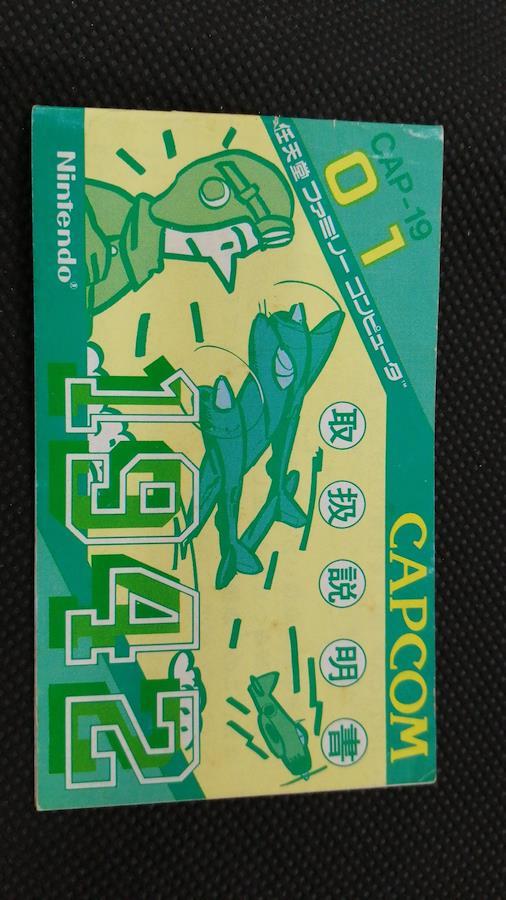 CAPCOM
CAP-19
01
任天堂 ファミリー コンピュータ™
取扱説明書
1942
Nintendo®